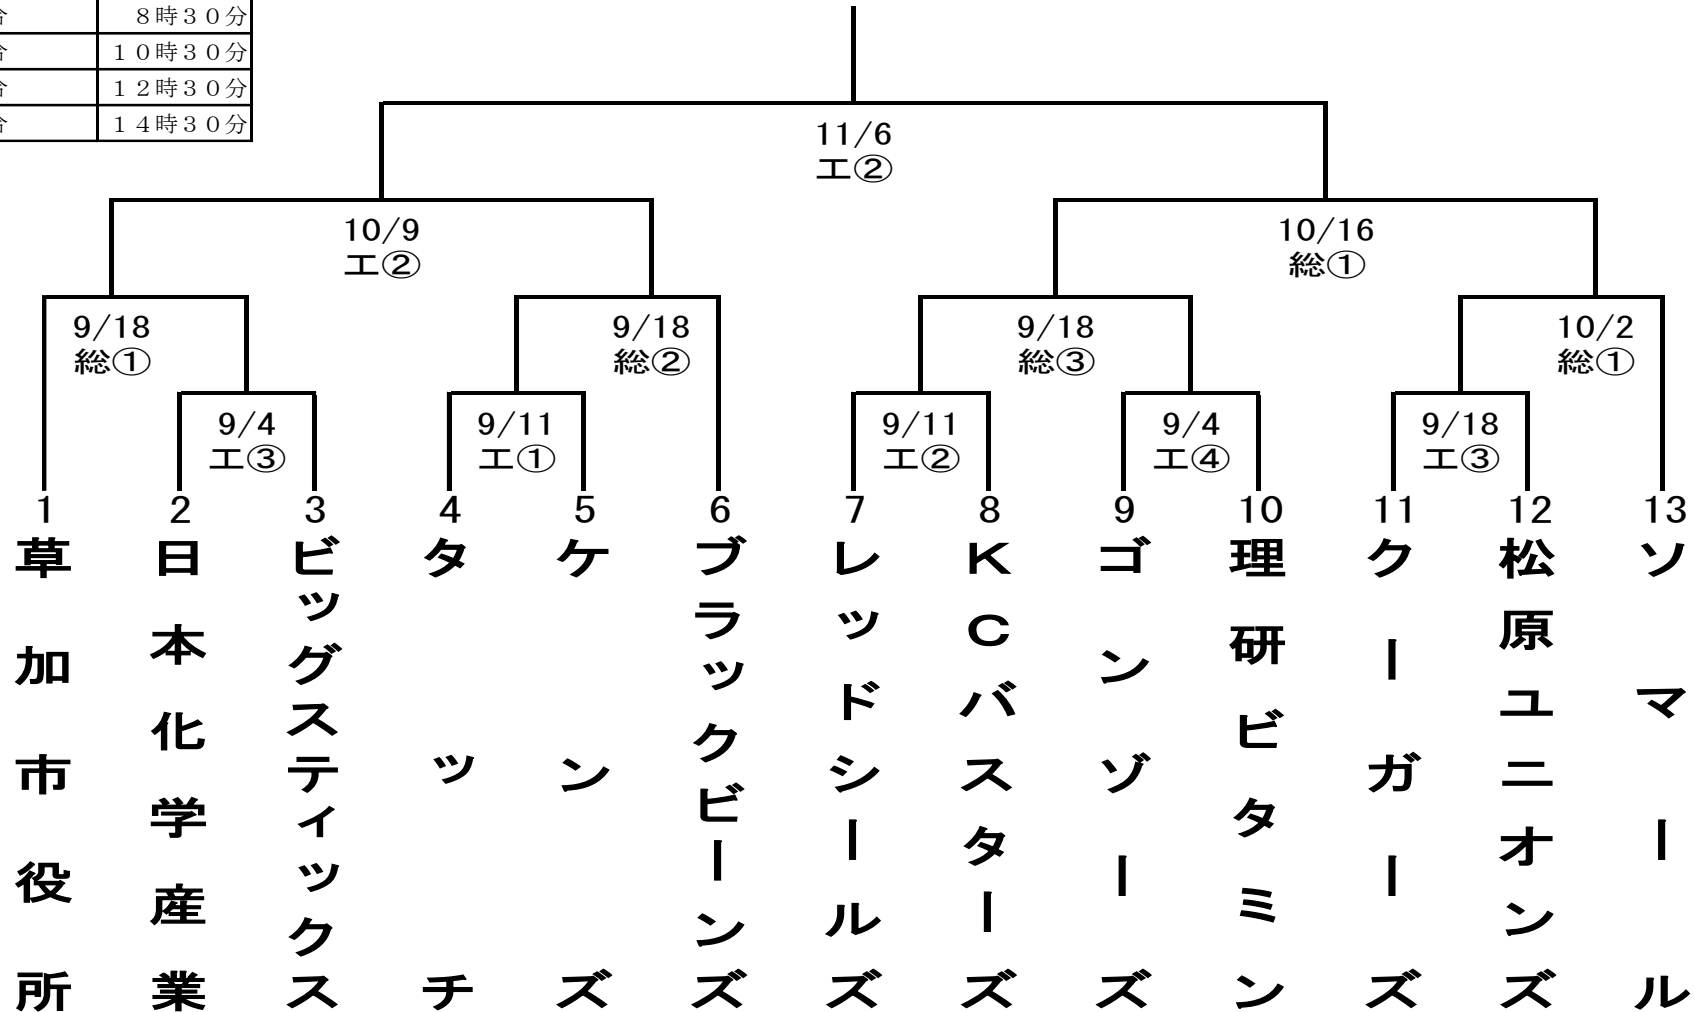 合 8時30分
合 10時30分
合 12時30分
合 14時30分
11/6
エ②
10/9
エ②
10/16
総①
9/18
総①
9/18
総②
9/18
総③
10/2
総①
9/4
エ③
9/11
エ①
9/11
エ②
9/4
エ④
9/18
エ③
1
草加市役所
2
日本化学産業
3
ビッグスティックス
4
タッチ
5
ケンズ
6
ブラックビーンズ
7
レッドシールズ
8
KCバスターズ
9
ゴンゾーズ
10
理研ビタミン
11
クーガーズ
12
松原ユニオンズ
13
ソマール